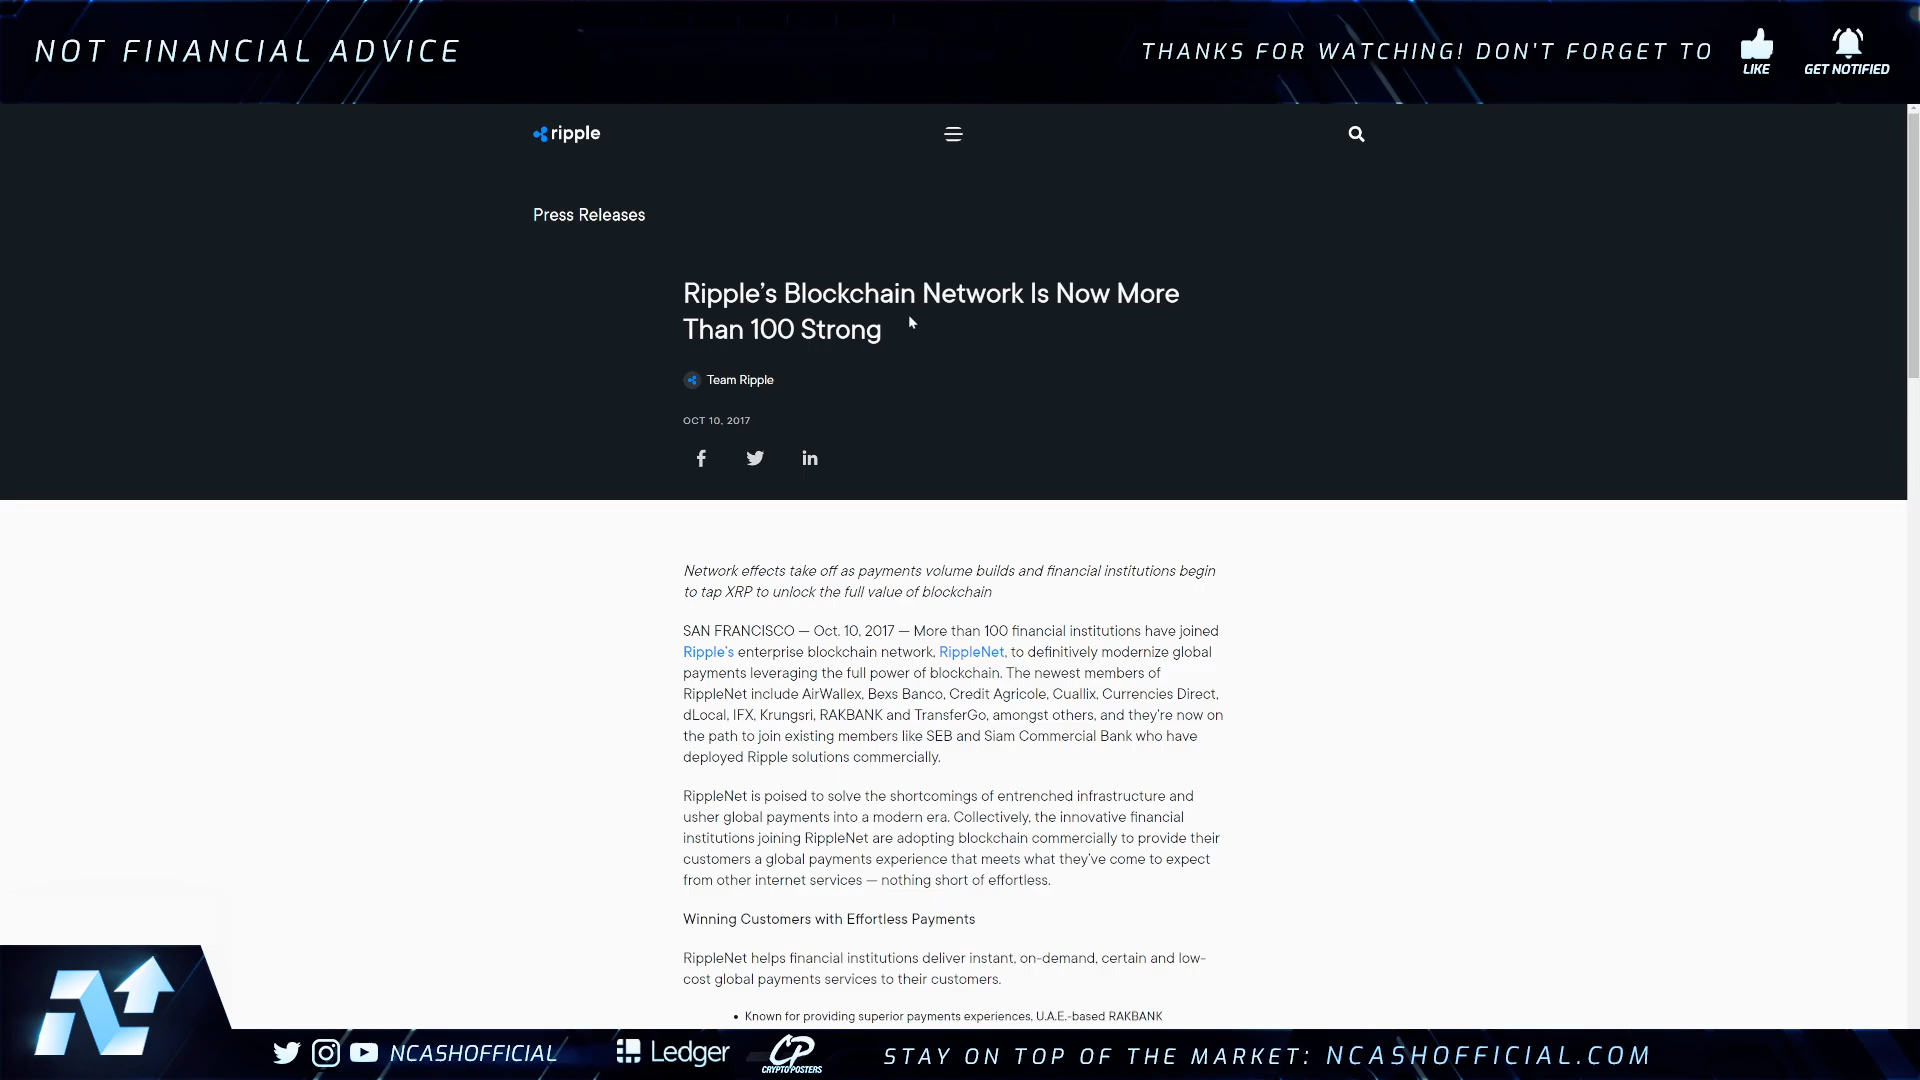 NOT FINANCIAL ADVICE
THANKS FOR WATCHING! DON'T FORGET TO
LIKE
GET NOTIFIED
ripple
Press Releases
Ripple’s Blockchain Network Is Now More
Than 100 Strong
Team Ripple
OCT 10, 2017
Network effects take off as payments volume builds and financial institutions begin
to tap XRP to unlock the full value of blockchain
SAN FRANCISCO — Oct. 10, 2017 — More than 100 financial institutions have joined
Ripple’s enterprise blockchain network, RippleNet, to definitively modernize global
payments leveraging the full power of blockchain. The newest members of
RippleNet include AirWallex, Bexs Banco, Credit Agricole, Cuallix, Currencies Direct,
dLocal, IFX, Krungsri, RAKBANK and TransferGo, amongst others, and they’re now on
the path to join existing members like SEB and Siam Commercial Bank who have
deployed Ripple solutions commercially.
RippleNet is poised to solve the shortcomings of entrenched infrastructure and
usher global payments into a modern era. Collectively, the innovative financial
institutions joining RippleNet are adopting blockchain commercially to provide their
customers a global payments experience that meets what they’ve come to expect
from other internet services — nothing short of effortless.
Winning Customers with Effortless Payments
RippleNet helps financial institutions deliver instant, on-demand, certain and low-
cost global payments services to their customers.
• Known for providing superior payments experiences, U.A.E.-based RAKBANK
NCASHOFFICIAL
Ledger
CP
CRYPTOPOSTERS
STAY ON TOP OF THE MARKET: NCASHOFFICIAL.COM